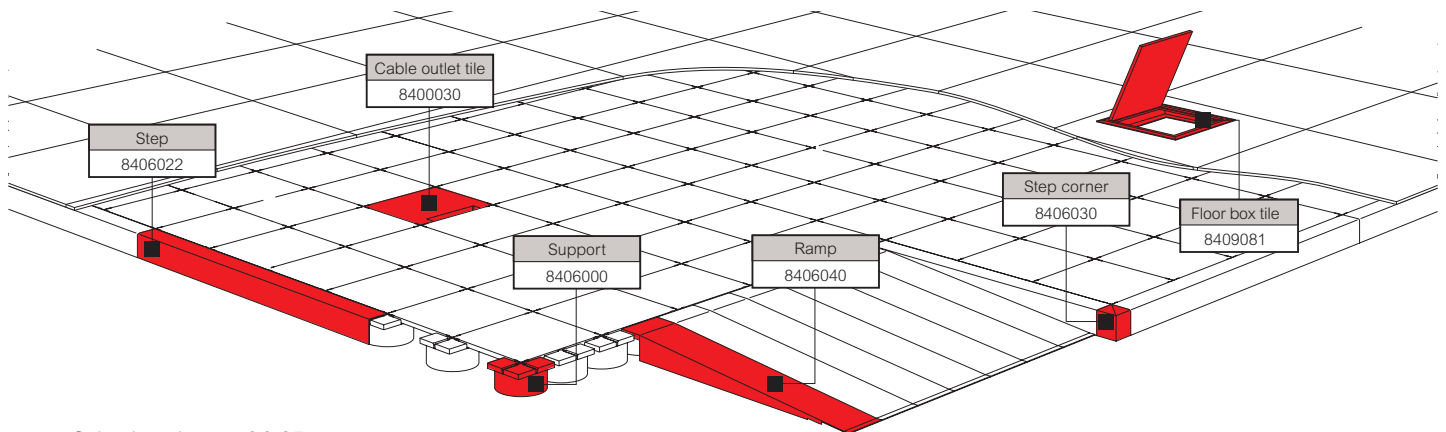 Cable outlet tile
8400030
Step
8406022
Step corner
8406030
Floor box tile
8409081
Support
8406000
Ramp
8406040